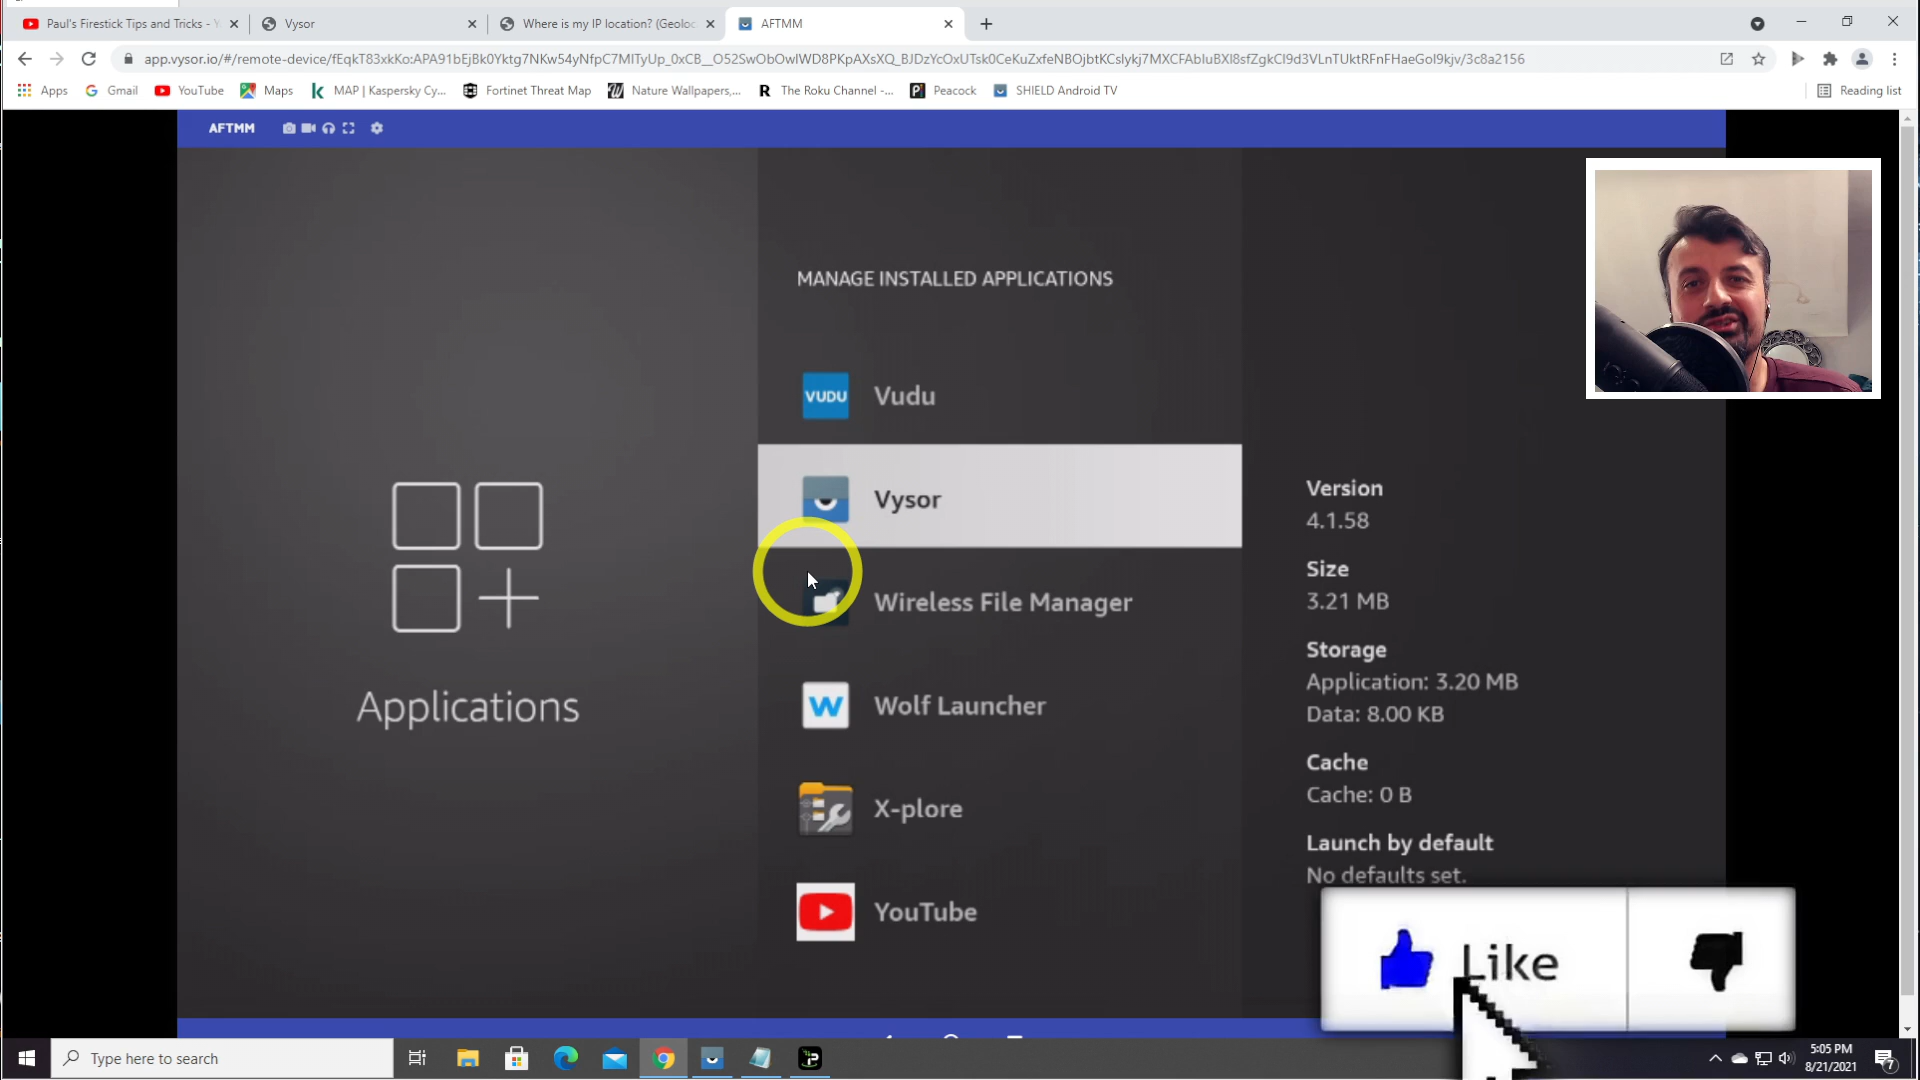 Paul's Firestick Tips and Tricks - Y
Vysor
Where is my IP location? (Geoloc
AFTMM
app.vysor.io/#/remote-device/fEqkT83xkKo:APA91bEjBk0Yktg7NKw54yNfpC7MITyUp_0xCB__O52SwObOwIWD8PKpAXsXQ_BJDzYcOxUTsk0CeKuZxfeNBOjbtKCslykj7MXCFAbIuBXI8sfZgkCI9d3VLnTUktRFnFHaeGoI9kjv/3c8a2156
Apps
Gmail
YouTube
Maps
MAP | Kaspersky Cy...
Fortinet Threat Map
Nature Wallpapers,...
The Roku Channel -...
Peacock
SHIELD Android TV
Reading list
AFTMM
MANAGE INSTALLED APPLICATIONS
VUDU
Vudu
Vysor
Wireless File Manager
Wolf Launcher
X-plore
YouTube
Applications
Version
4.1.58
Size
3.21 MB
Storage
Application: 3.20 MB
Data: 8.00 KB
Cache
Cache: 0 B
Launch by default
No defaults set.
Like
Type here to search
5:05 PM
8/21/2021
7